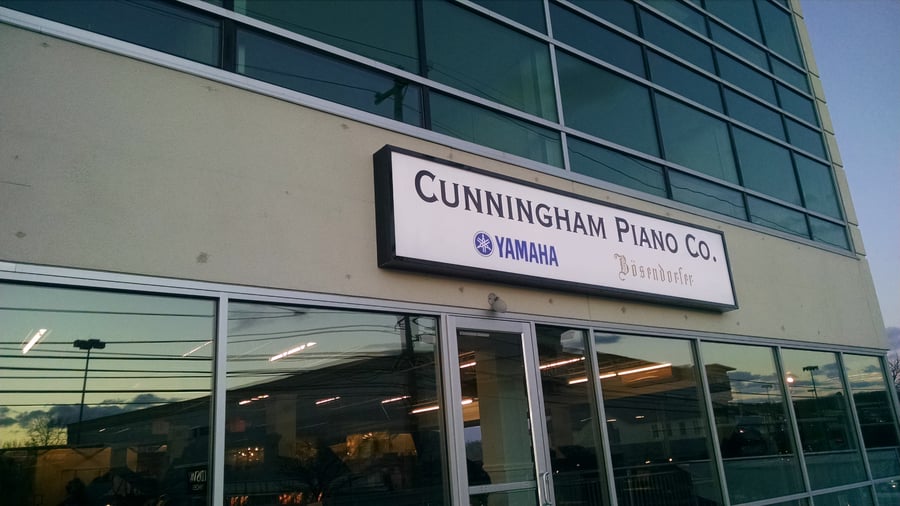 Cunningham Piano Co.
YAMAHA Bösendorfer